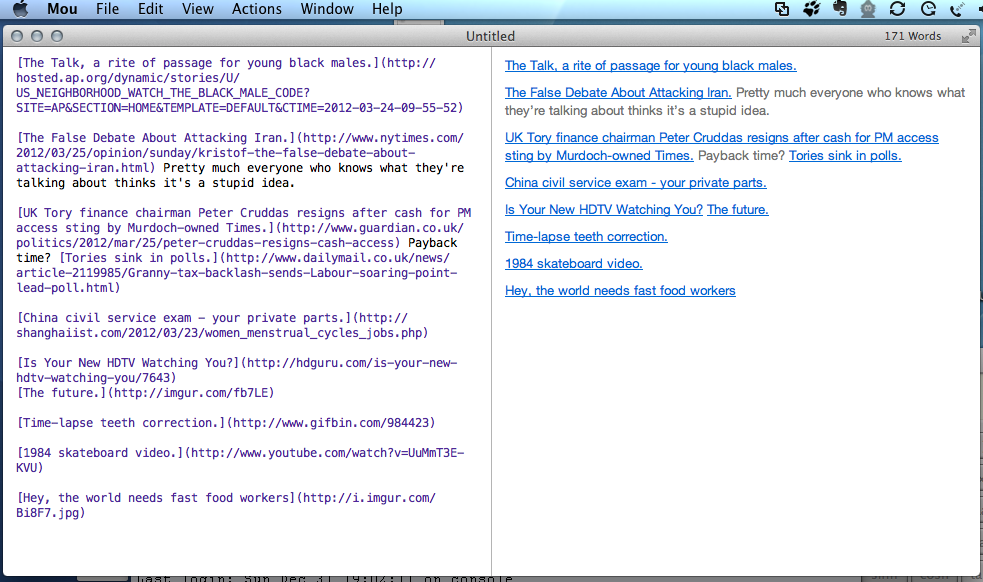 Mou File Edit View Actions Window Help
Untitled
171 Words
[The Talk, a rite of passage for young black males.](http://
hosted.ap.org/dynamic/stories/U/
US_NEIGHBORHOOD_WATCH_THE_BLACK_MALE_CODE?
SITE=AP&SECTION=HOME&TEMPLATE=DEFAULT&CTIME=2012-03-24-09-55-52)
[The False Debate About Attacking Iran.](http://www.nytimes.com/
2012/03/25/opinion/sunday/kristof-the-false-debate-about-
attacking-iran.html) Pretty much everyone who knows what they're
talking about thinks it's a stupid idea.
[UK Tory finance chairman Peter Cruddas resigns after cash for PM
access sting by Murdoch-owned Times.](http://www.guardian.co.uk/
politics/2012/mar/25/peter-cruddas-resigns-cash-access) Payback
time? [Tories sink in polls.](http://www.dailymail.co.uk/news/
article-2119985/Granny-tax-backlash-sends-Labour-soaring-point-
lead-poll.html)
[China civil service exam - your private parts.](http://
shanghaiist.com/2012/03/23/women_menstrual_cycles_jobs.php)
[Is Your New HDTV Watching You?](http://hdguru.com/is-your-new-
hdtv-watching-you/7643)
[The future.](http://imgur.com/fb7LE)
[Time-lapse teeth correction.](http://www.gifbin.com/984423)
[1984 skateboard video.](http://www.youtube.com/watch?v=UuMmT3E-
KVU)
[Hey, the world needs fast food workers](http://i.imgur.com/
Bi8F7.jpg)
The Talk, a rite of passage for young black males.
The False Debate About Attacking Iran. Pretty much everyone who knows what
they're talking about thinks it's a stupid idea.
UK Tory finance chairman Peter Cruddas resigns after cash for PM access
sting by Murdoch-owned Times. Payback time? Tories sink in polls.
China civil service exam - your private parts.
Is Your New HDTV Watching You? The future.
Time-lapse teeth correction.
1984 skateboard video.
Hey, the world needs fast food workers